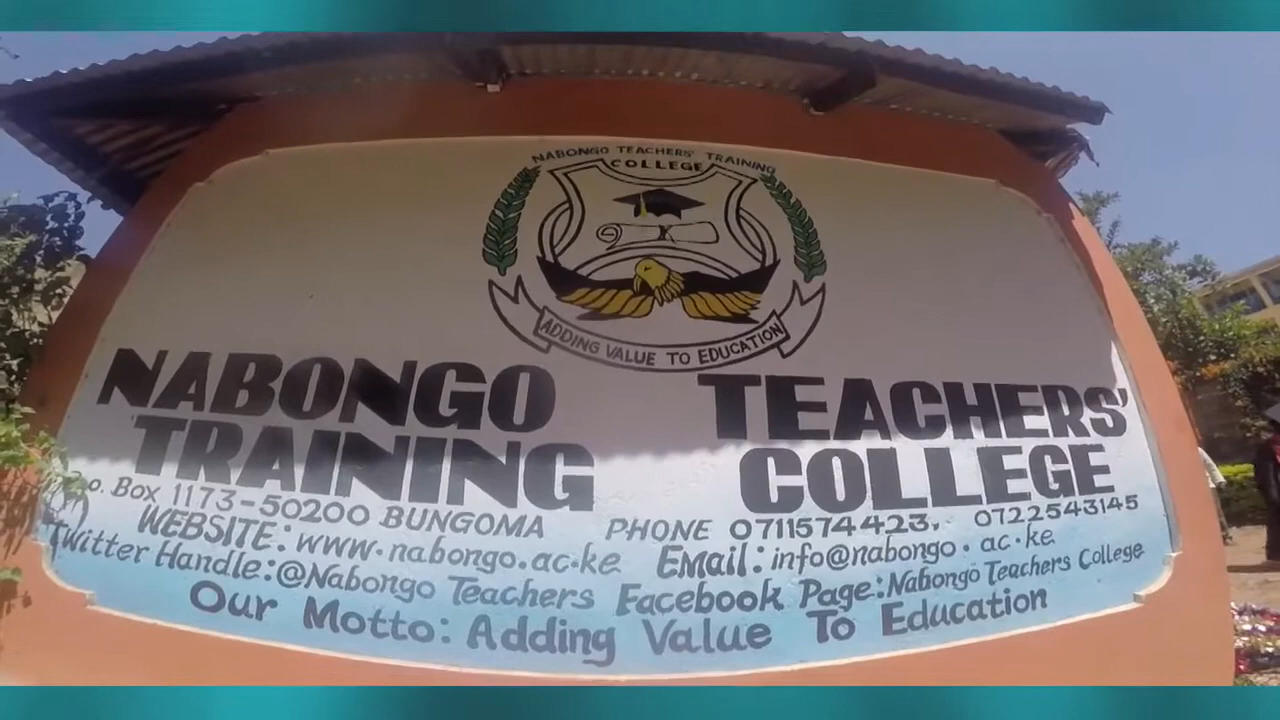 NABONGO TEACHERS' TRAINING
COLLEGE
ADDING VALUE TO EDUCATION
NABONGO TEACHERS'
TRAINING COLLEGE
o. Box 1173-50200 BUNGOMA PHONE 0711574423, 0722543145
WEBSITE: www.nabongo.ac.ke Email: info@nabongo.ac.ke
Twitter Handle:@Nabongo Teachers Facebook Page:Nabongo Teachers College
Our Motto: Adding Value To Education